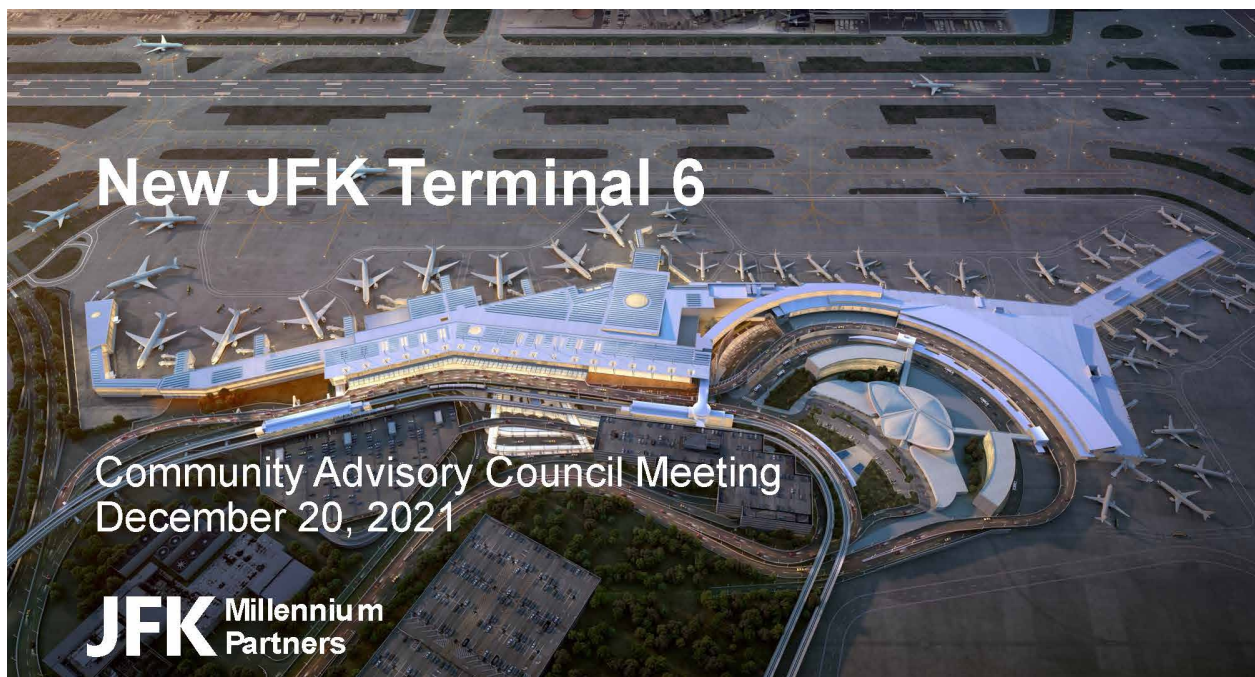 New JFK Terminal 6
Community Advisory Council Meeting
December 20, 2021
JFK Millennium
Partners